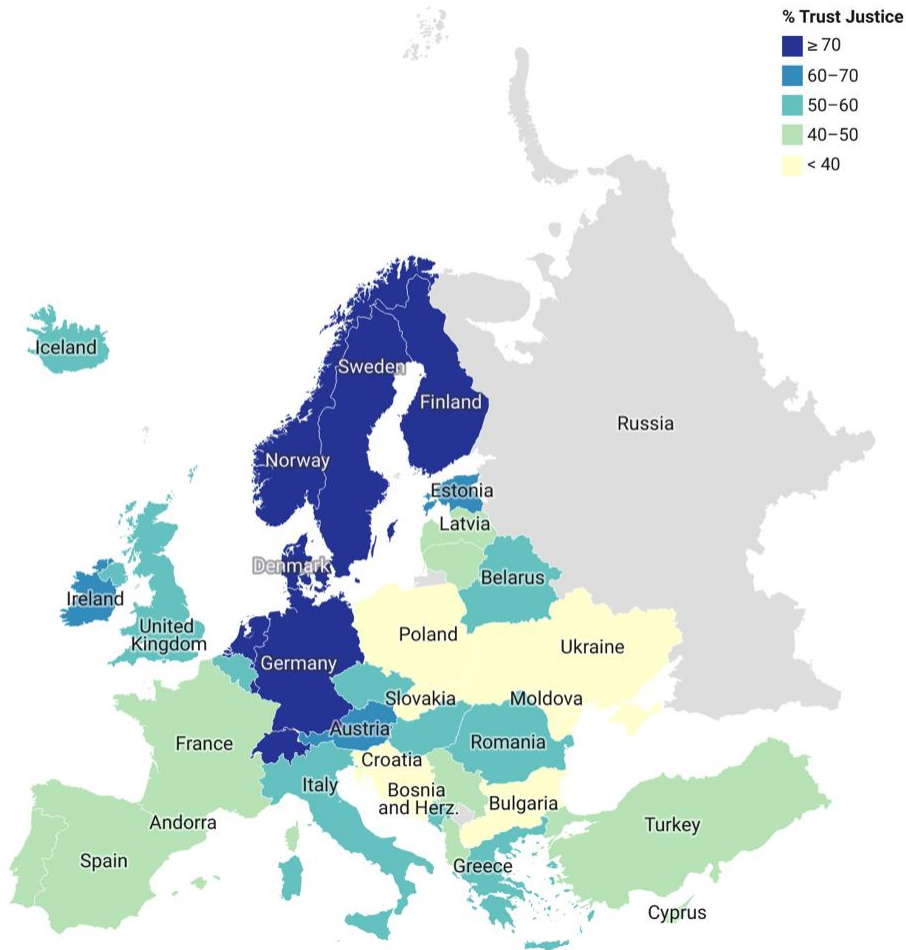 % Trust Justice
≥ 70
60–70
50–60
40–50
< 40
Iceland
Sweden
Finland
Russia
Norway
Estonia
Latvia
Denmark
Belarus
Ireland
United
Kingdom
Poland
Ukraine
Germany
Slovakia
Moldova
Austria
France
Romania
Croatia
Italy
Bosnia
and Herz.
Bulgaria
Andorra
Turkey
Spain
Greece
Cyprus